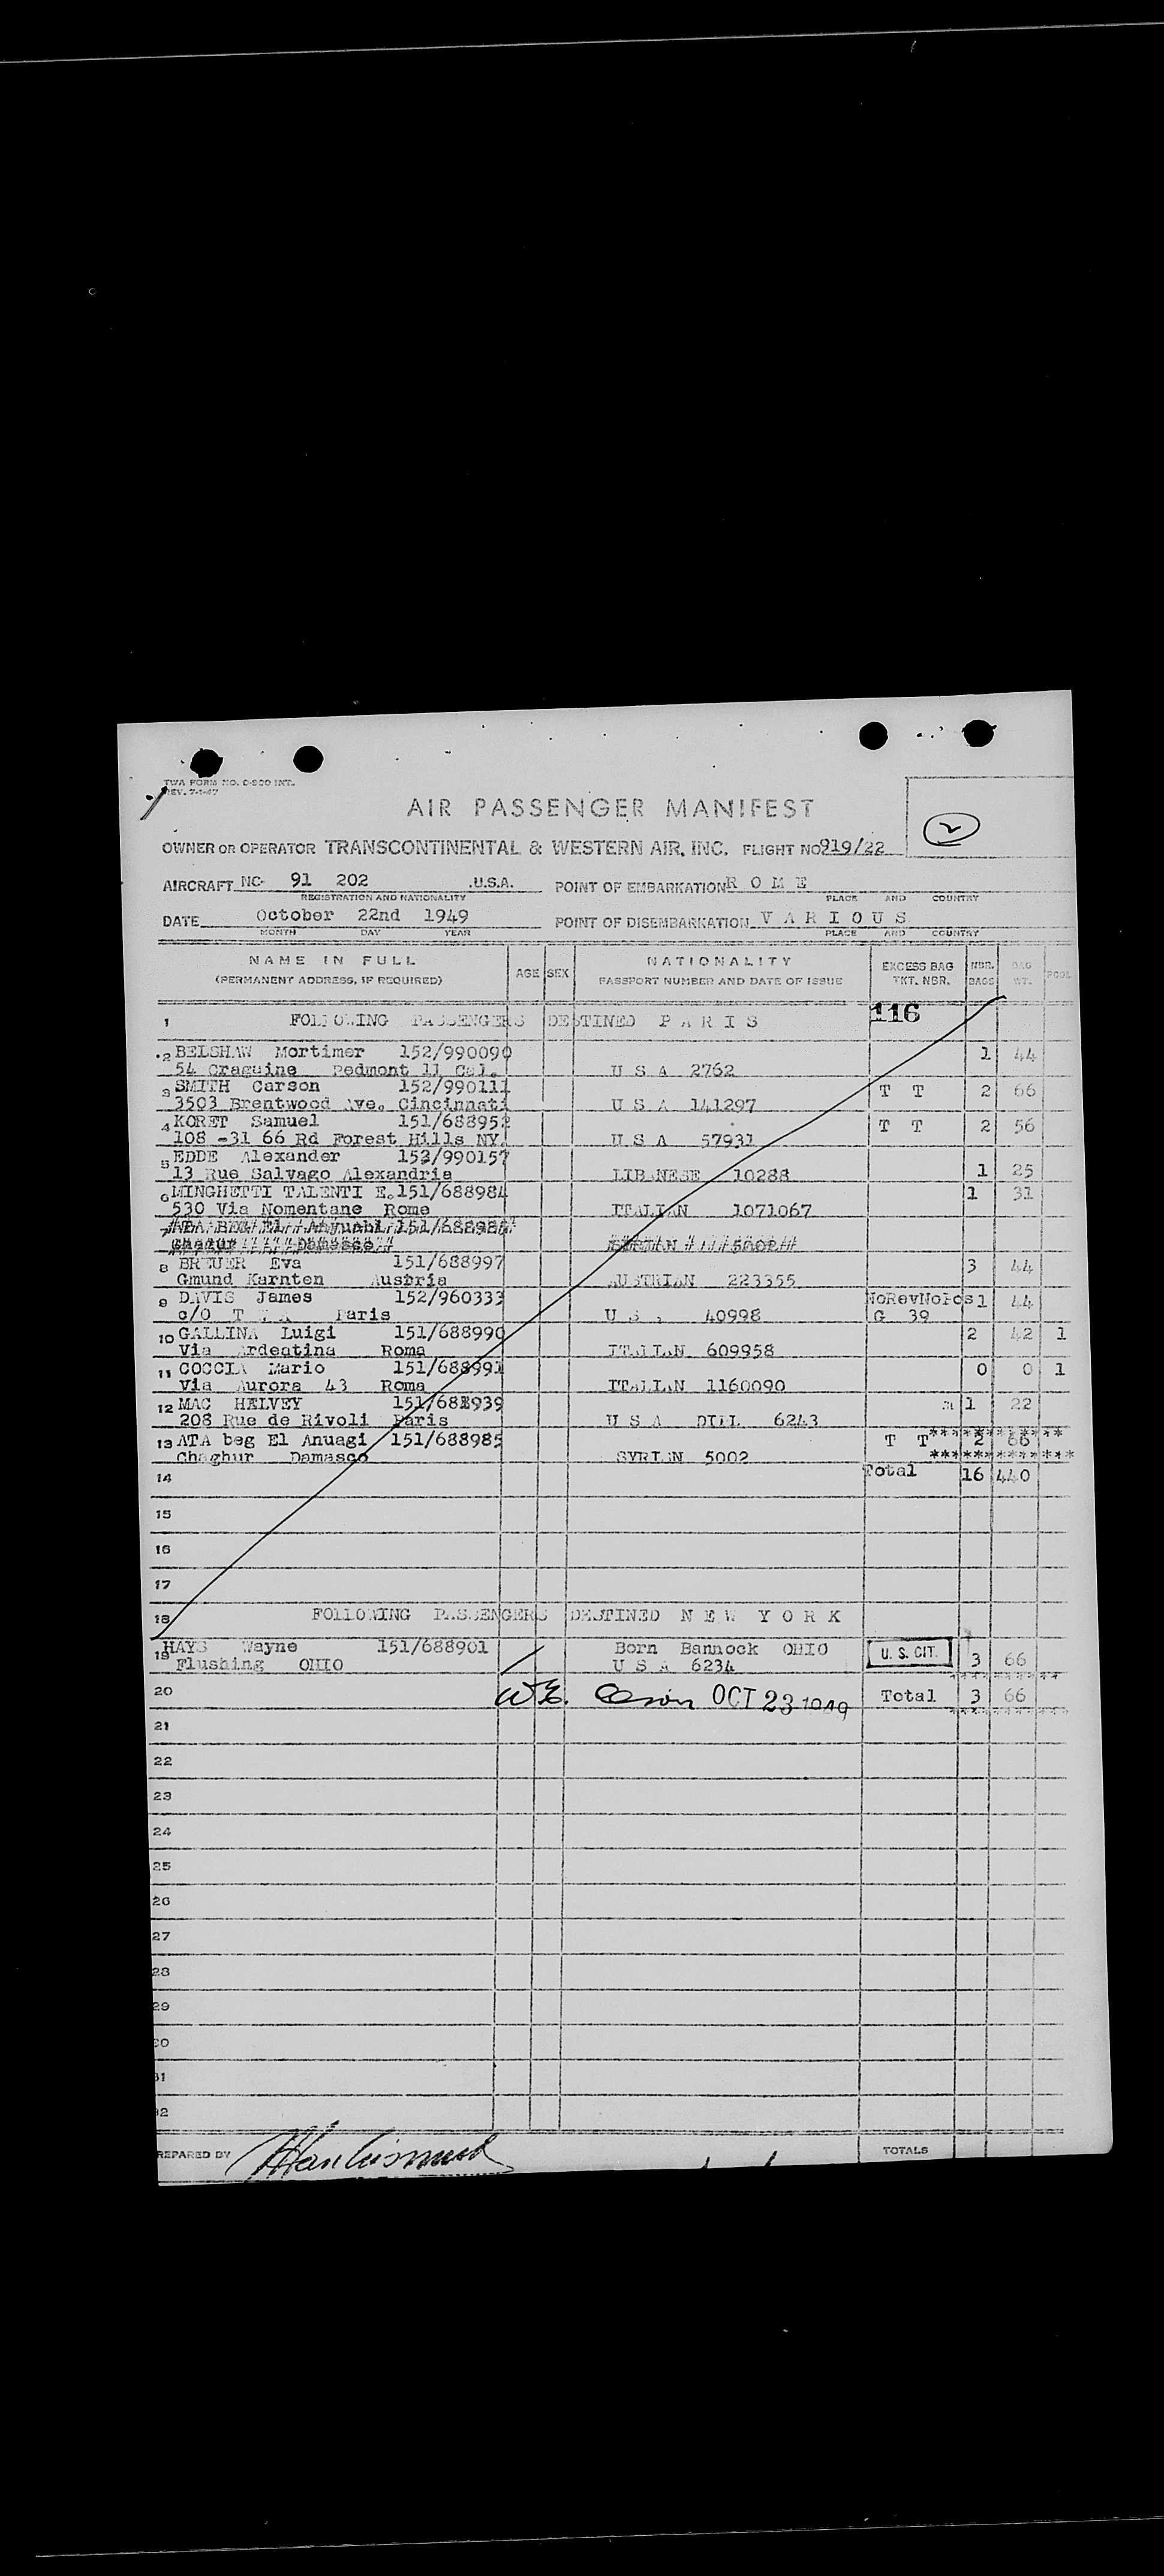 TWA FORM NO. O-900 INT.
REV. 7-1-47
AIR PASSENGER MANIFEST
2
OWNER OR OPERATOR TRANSCONTINENTAL & WESTERN AIR, INC. FLIGHT NO 919/22
AIRCRAFT NC- 91 202 .U.S.A. POINT OF EMBARKATION R O M E
REGISTRATION AND NATIONALITY PLACE AND COUNTRY
DATE October 22nd 1949 POINT OF DISEMBARKATION V A R I O U S
MONTH DAY YEAR PLACE AND COUNTRY
NAME IN FULL AGE SEX NATIONALITY EXCESS BAG NBR. BAG POOL
(PERMANENT ADDRESS, IF REQUIRED) PASSPORT NUMBER AND DATE OF ISSUE TKT. NBR. BAGS WT.
1 FOLLOWING PASSENGERS DESTINED P A R I S 116
2 BELSHAW Mortimer 152/990090 1 44
54 Craguine Pedmont 11 Cal. U S A 2762
3 SMITH Carson 152/990111 T T 2 66
3503 Brentwood Ave. Cincinnati U S A 141297
4 KORET Samuel 151/688952 T T 2 56
108 -31 66 Rd Forest Hills NY. U S A 57931
5 EDDE Alexander 152/990157
13 Rue Salvago Alexandria LIBANESE 10288 1 25
6 MINGHETTI TALENTI E. 151/688984 1 31
530 Via Nomentane Rome ITALIAN 1071067
7
Damasco
8 BREUER Eva 151/688997 3 44
Gmund Karnten Austria AUSTRIAN 223355
9 DAVIS James 152/960333 NoRevNoPos 1 44
c/o T W A Paris U S 40998 G 39
10 GALLINA Luigi 151/688990 2 42 1
Via Ardeatina Roma ITALIAN 609958
11 COCCIA Mario 151/688991 0 0 1
Via Aurora 43 Roma ITALIAN 1160090
12 MAC HELVEY 151/688939 1 22
208 Rue de Rivoli Paris U S A DIPL 6243
13 ATA beg El Anuagi 151/688985 T T 2 66
Chaghur Damasco SYRIAN 5002
14 Total 16 440
15
16
17
18 FOLLOWING PASSENGERS DESTINED N E W Y O R K
19 HAYS Wayne 151/688901 Born Bannock OHIO U. S. CIT. 3 66
Flushing OHIO U S A 6234
20 W.E. OCT 23 1949 Total 3 66
21
22
23
24
25
26
27
28
29
30
31
32
PREPARED BY TOTALS